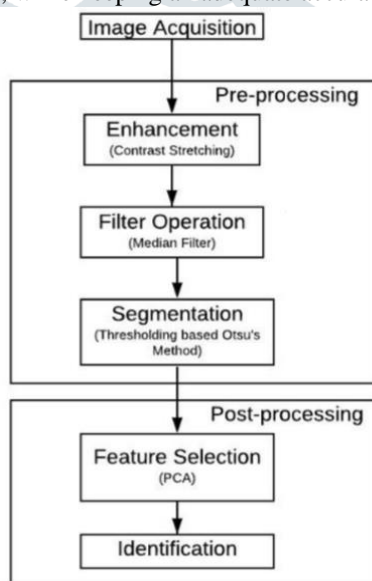 Image Acquisition
Pre-processing
Enhancement
(Contrast Stretching)
Filter Operation
(Median Filter)
Segmentation
(Thresholding based Otsu's
Method)
Post-processing
Feature Selection
(PCA)
Identification